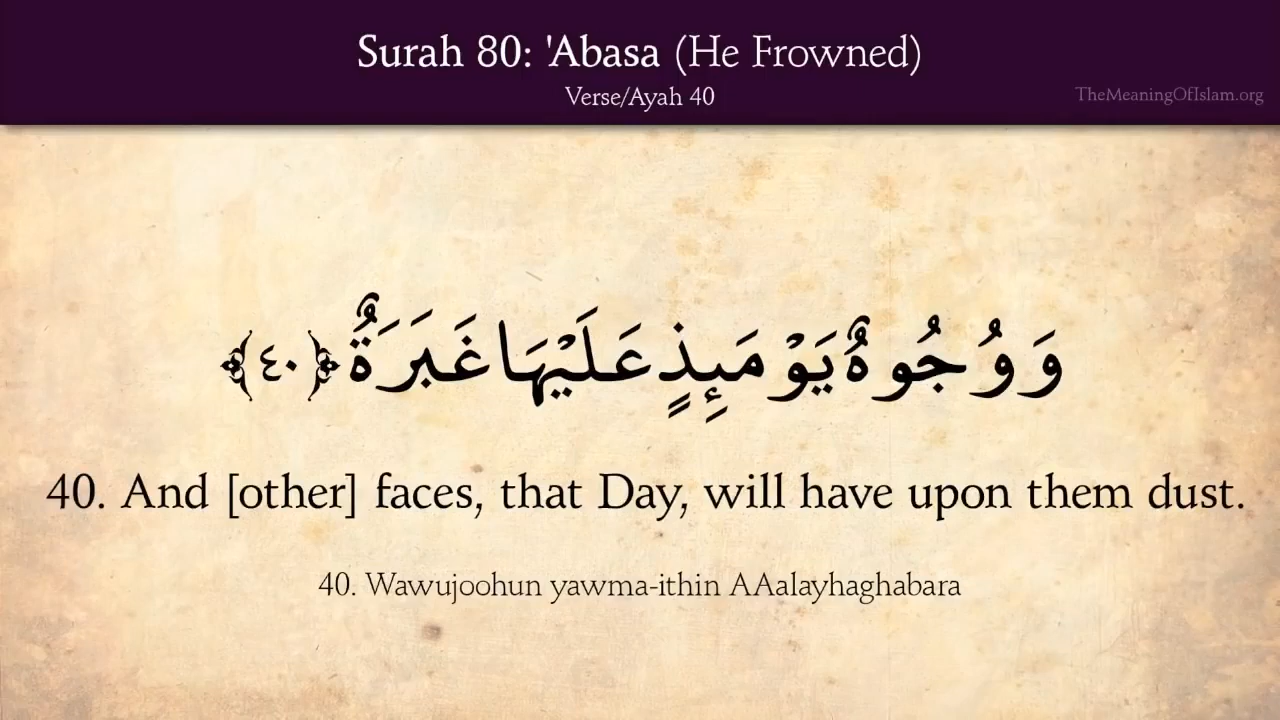 Surah 80: 'Abasa (He Frowned)
Verse/Ayah 40
TheMeaningOfIslam.org
وَوُجُوهٌ يَوْمَئِذٍ عَلَيْهَا غَبَرَةٌ ﴿٤٠﴾
40. And [other] faces, that Day, will have upon them dust.
40. Wawujoohun yawma-ithin AAalayhaghabara